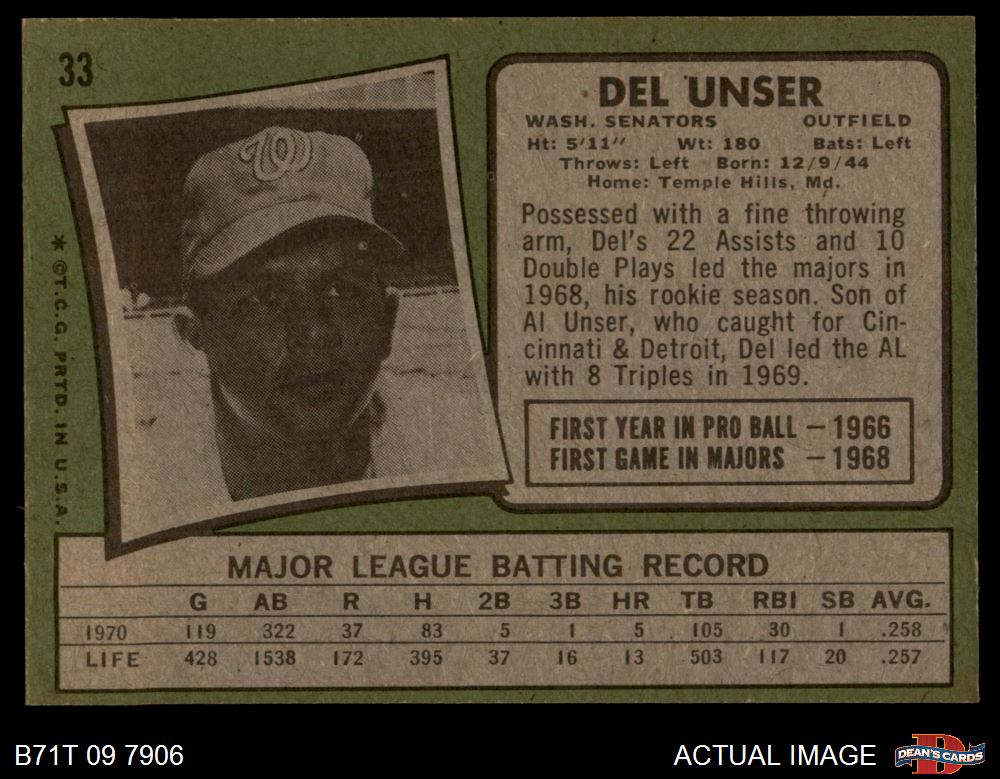 33
DEL UNSER
WASH. SENATORS OUTFIELD
Ht: 5'11" Wt: 180 Bats: Left
Throws: Left Born: 12/9/44
Home: Temple Hills, Md.
Possessed with a fine throwing
arm, Del's 22 Assists and 10
Double Plays led the majors in
1968, his rookie season. Son of
Al Unser, who caught for Cin-
cinnati & Detroit, Del led the AL
with 8 Triples in 1969.
FIRST YEAR IN PRO BALL — 1966
FIRST GAME IN MAJORS — 1968
W
* ©T.C.G. PRTD. IN U.S.A.
MAJOR LEAGUE BATTING RECORD
G AB R H 2B 3B HR TB RBI SB AVG.
1970 119 322 37 83 5 1 5 105 30 1 .258
LIFE 428 1538 172 395 37 16 13 503 117 20 .257
B71T 09 7906
ACTUAL IMAGE
D
DEAN'S CARDS